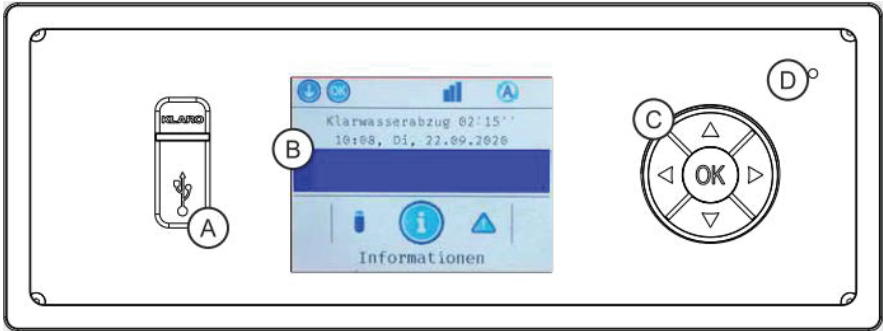 KLARO
A
OK
A
Klarwasserabzug 02:15''
10:08, Di, 22.09.2020
B
i
Informationen
C
OK
D